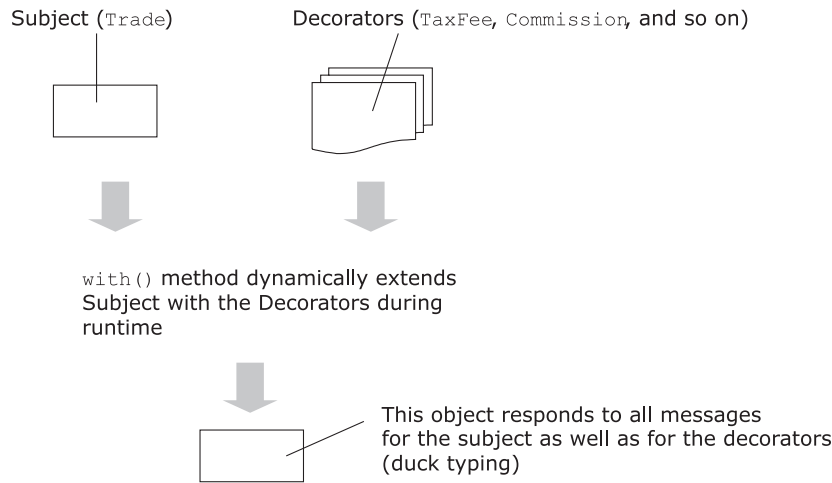 Subject (Trade)
Decorators (TaxFee, Commission, and so on)
with() method dynamically extends
Subject with the Decorators during
runtime
This object responds to all messages
for the subject as well as for the decorators
(duck typing)